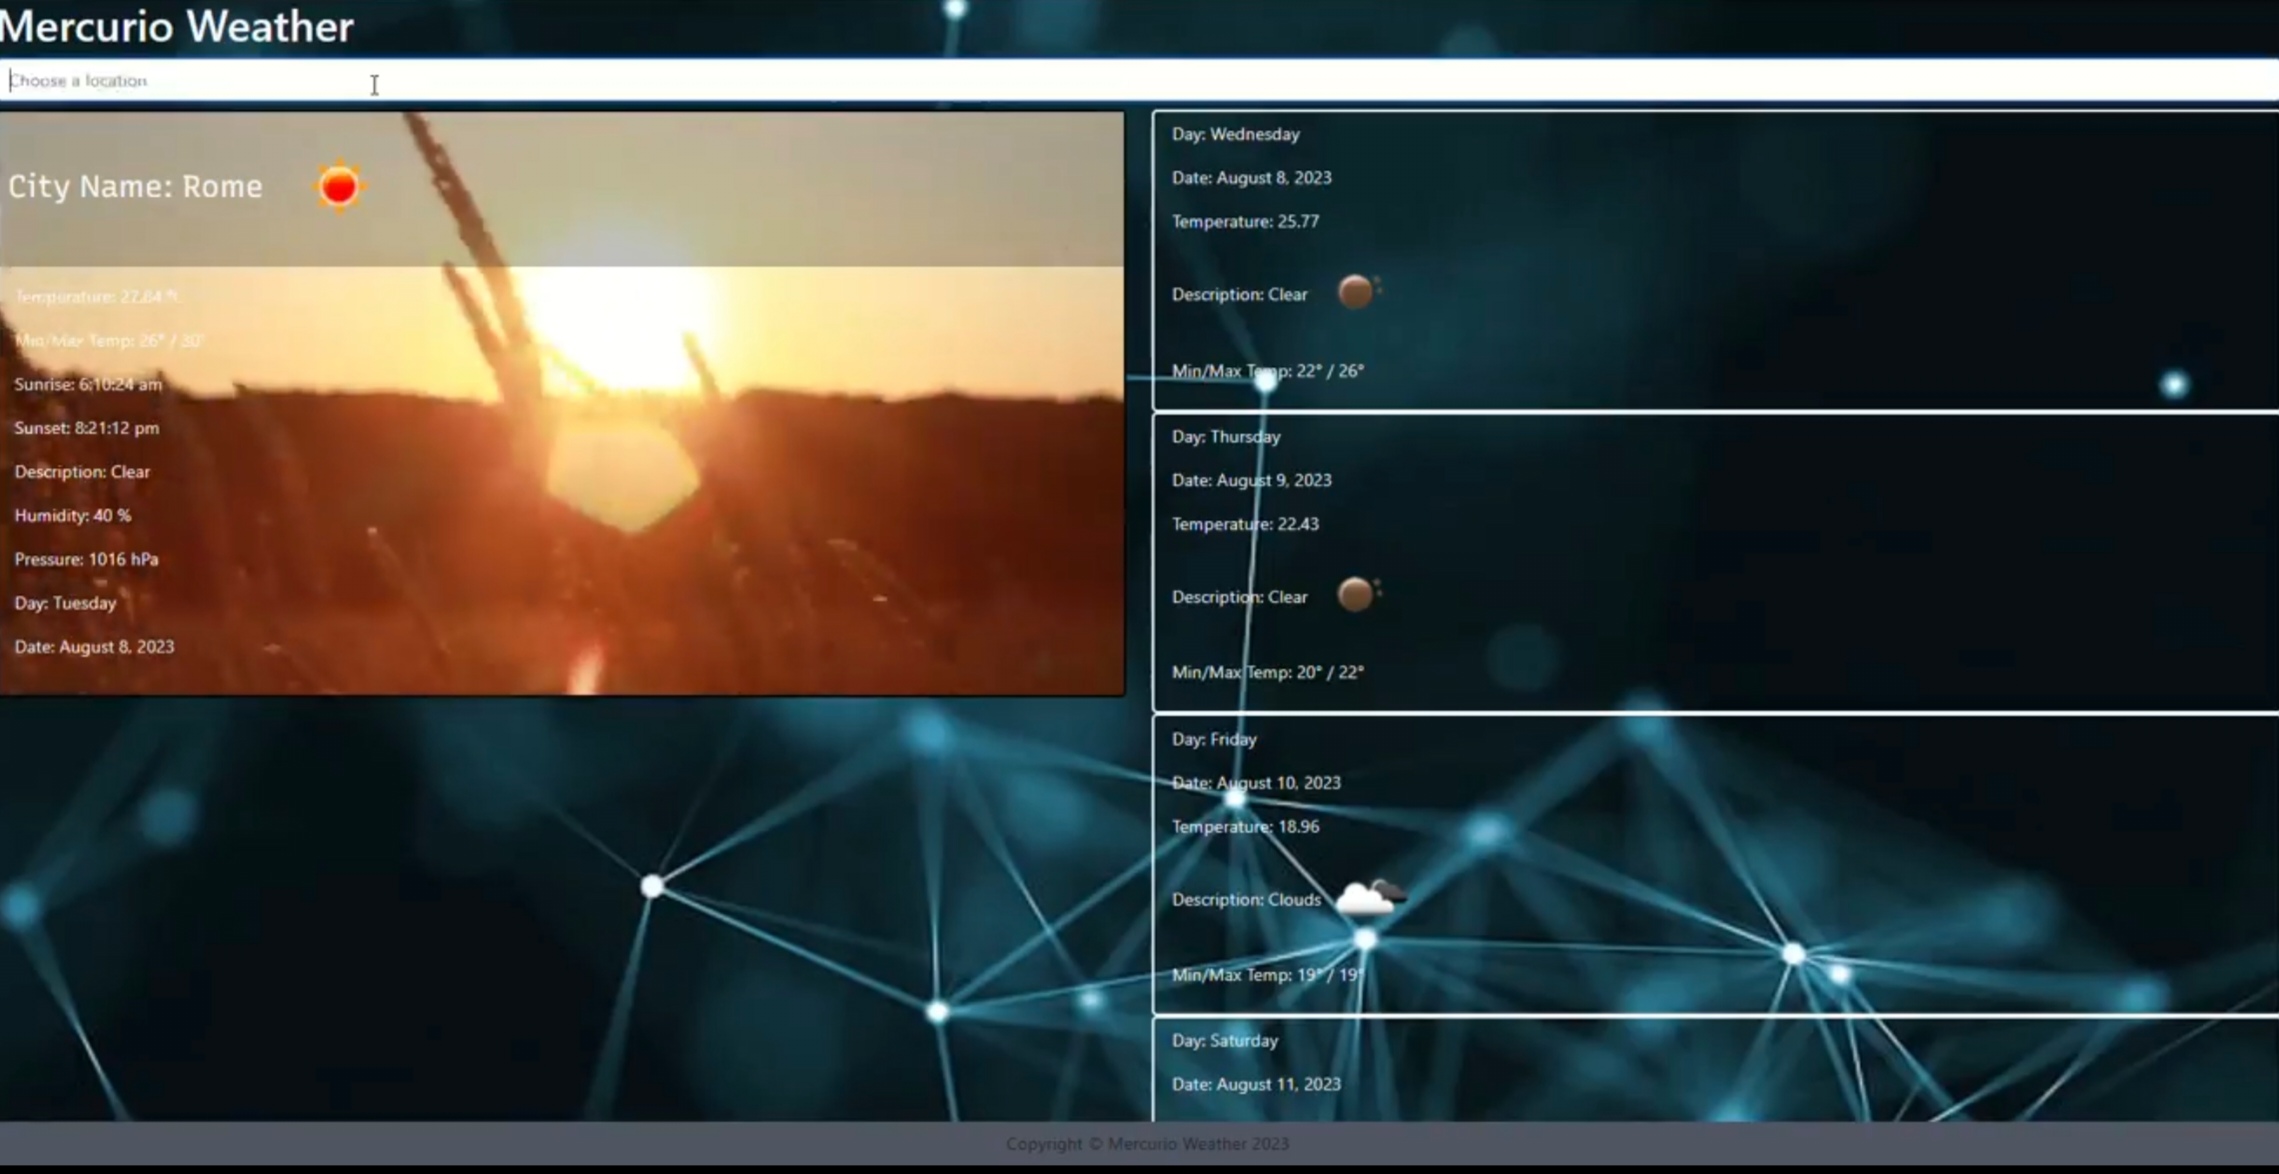 Mercurio Weather
Choose a location
City Name: Rome
Temperature: 27.84 °C
Min/Max Temp: 26° / 30°
Sunrise: 6:10:24 am
Sunset: 8:21:12 pm
Description: Clear
Humidity: 40 %
Pressure: 1016 hPa
Day: Tuesday
Date: August 8, 2023
Day: Wednesday
Date: August 8, 2023
Temperature: 25.77
Description: Clear
Min/Max Temp: 22° / 26°
Day: Thursday
Date: August 9, 2023
Temperature: 22.43
Description: Clear
Min/Max Temp: 20° / 22°
Day: Friday
Date: August 10, 2023
Temperature: 18.96
Description: Clouds
Min/Max Temp: 19° / 19°
Day: Saturday
Date: August 11, 2023
Copyright © Mercurio Weather 2023